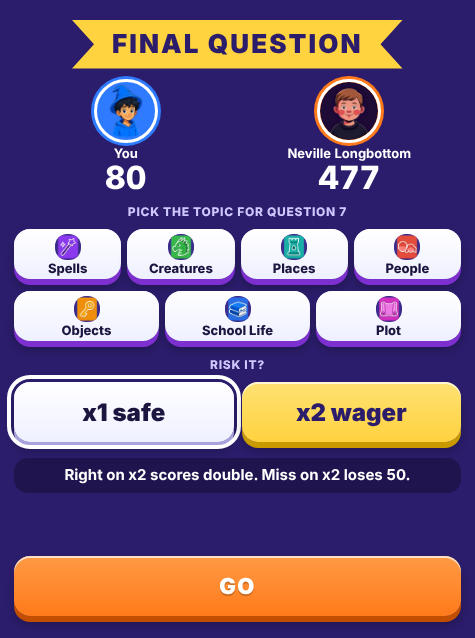 FINAL QUESTION
You
80
Neville Longbottom
477
PICK THE TOPIC FOR QUESTION 7
Spells
Creatures
Places
People
Objects
School Life
Plot
RISK IT?
x1 safe
x2 wager
Right on x2 scores double. Miss on x2 loses 50.
GO